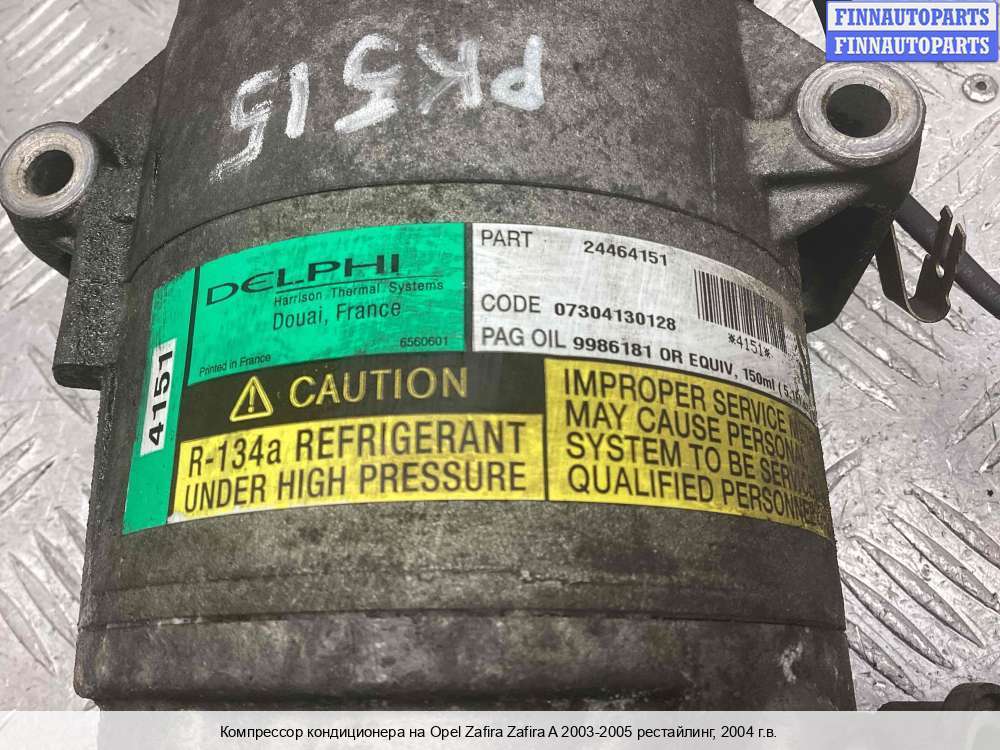 FINNAUTOPARTS
FINNAUTOPARTS
PK515
DELPHI
Harrison Thermal Systems
Douai, France
6560601
Printed in France
4151
PART 24464151
CODE 07304130128
*4151*
PAG OIL 9986181 OR EQUIV, 150ml
CAUTION
R-134a REFRIGERANT
UNDER HIGH PRESSURE
IMPROPER SERVICE
MAY CAUSE PERSONAL
SYSTEM TO BE
QUALIFIED PERSONNEL
Компрессор кондиционера на Opel Zafira Zafira A 2003-2005 рестайлинг, 2004 г.в.